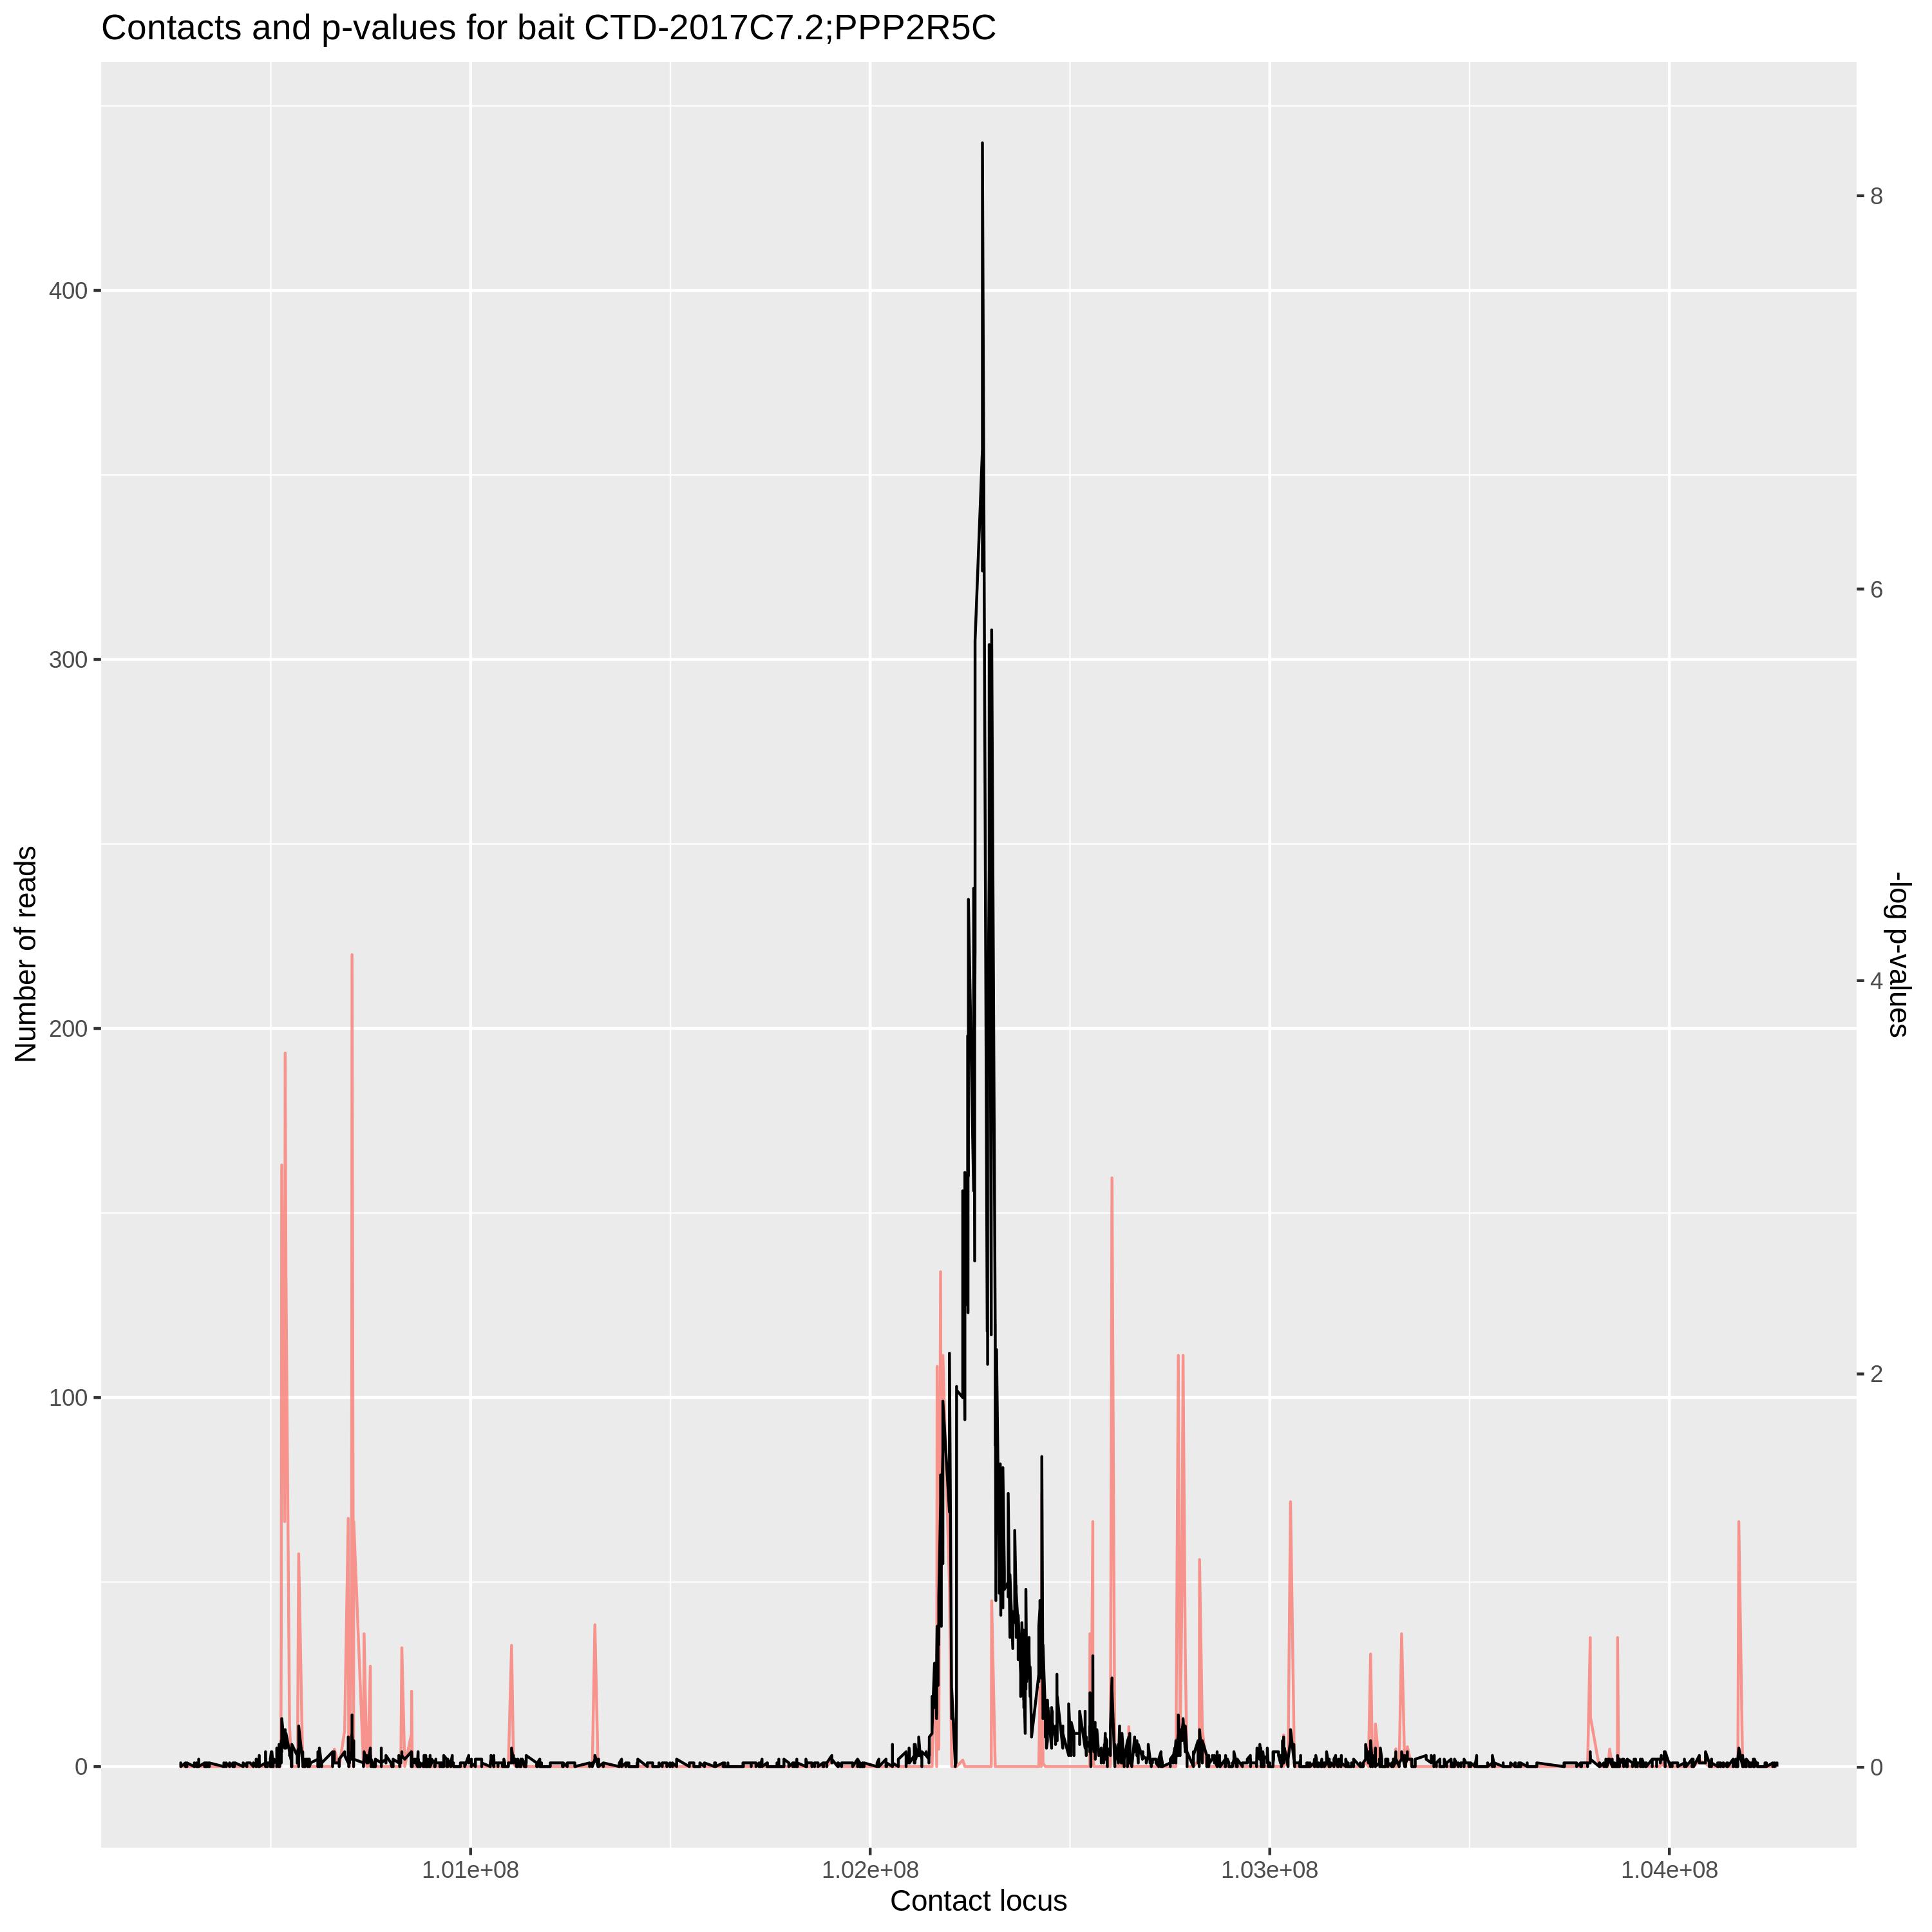 Contacts and p-values for bait CTD-2017C7.2;PPP2R5C
400
300
200
100
0
Number of reads
8
6
4
2
0
-log p-values
1.01e+08
1.02e+08
1.03e+08
1.04e+08
Contact locus